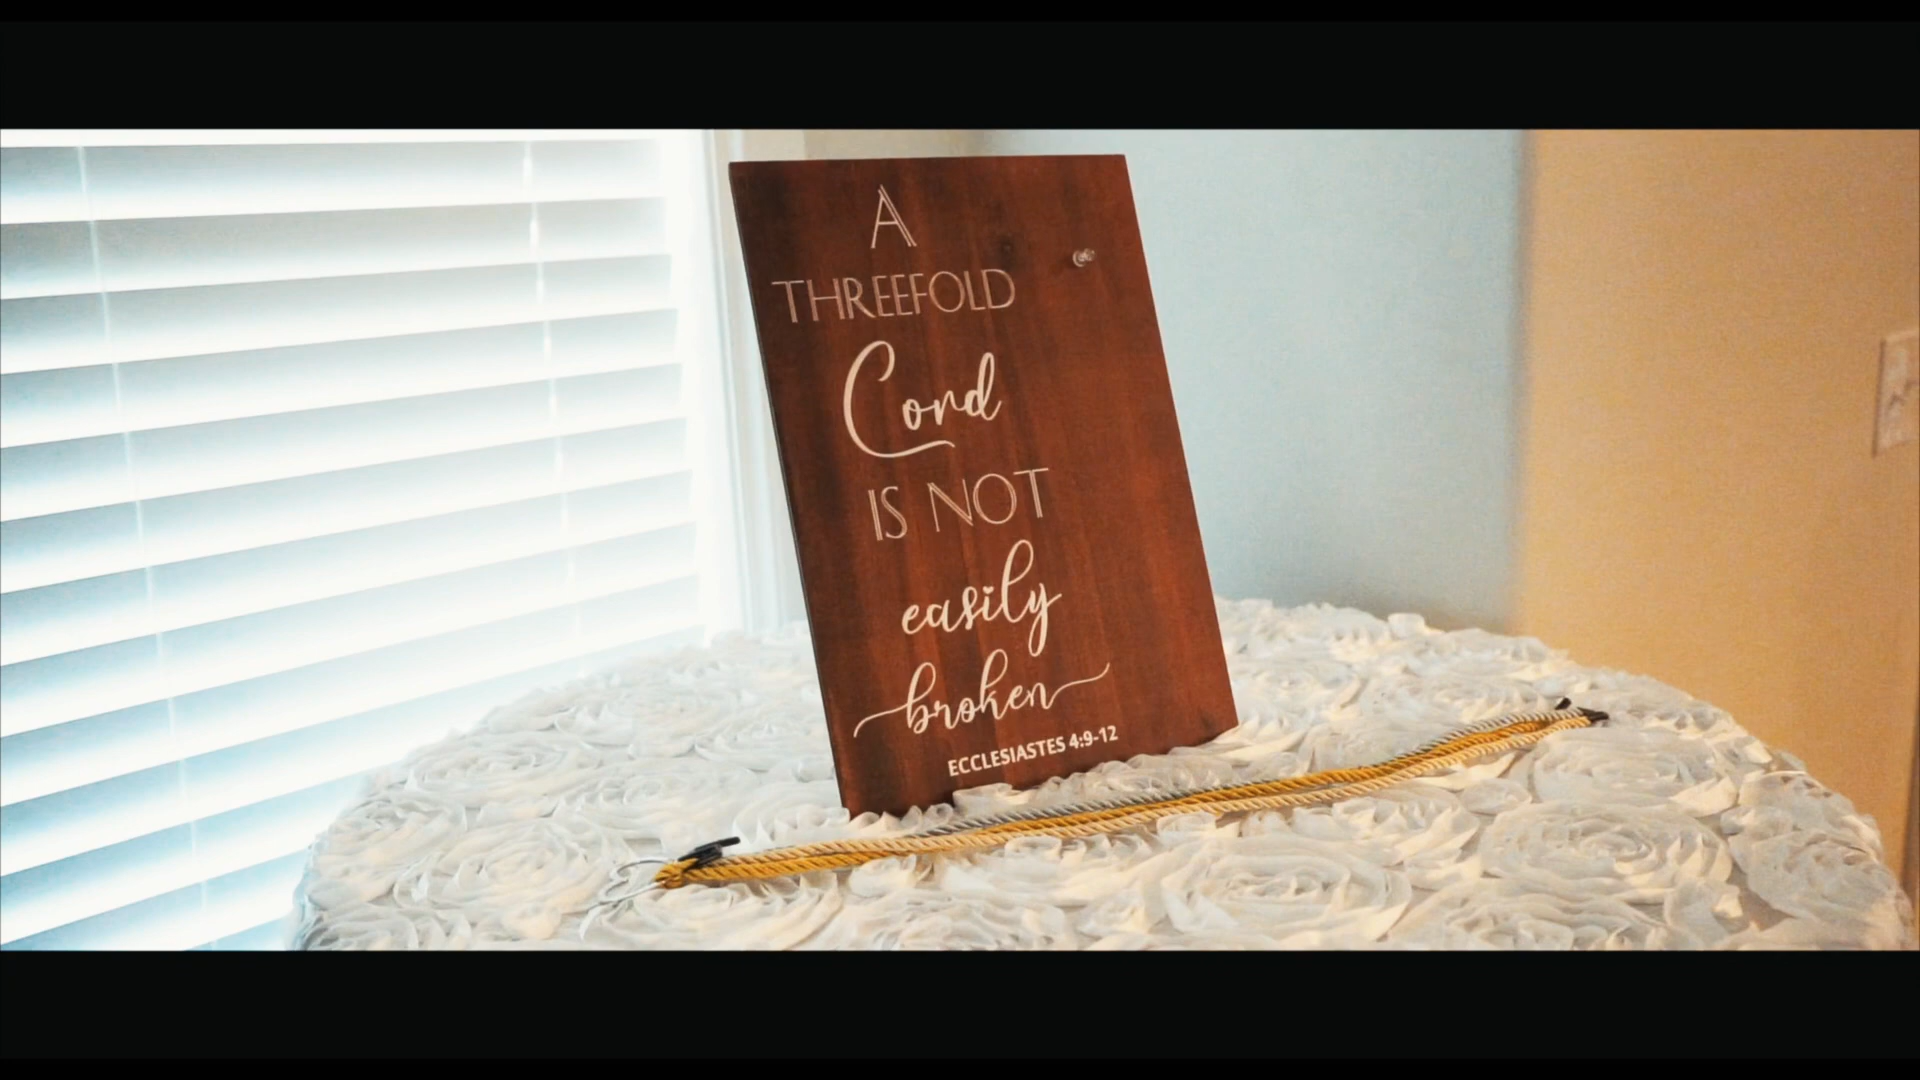 A
THREEFOLD
Cord
IS NOT
easily
broken
ECCLESIASTES 4:9-12